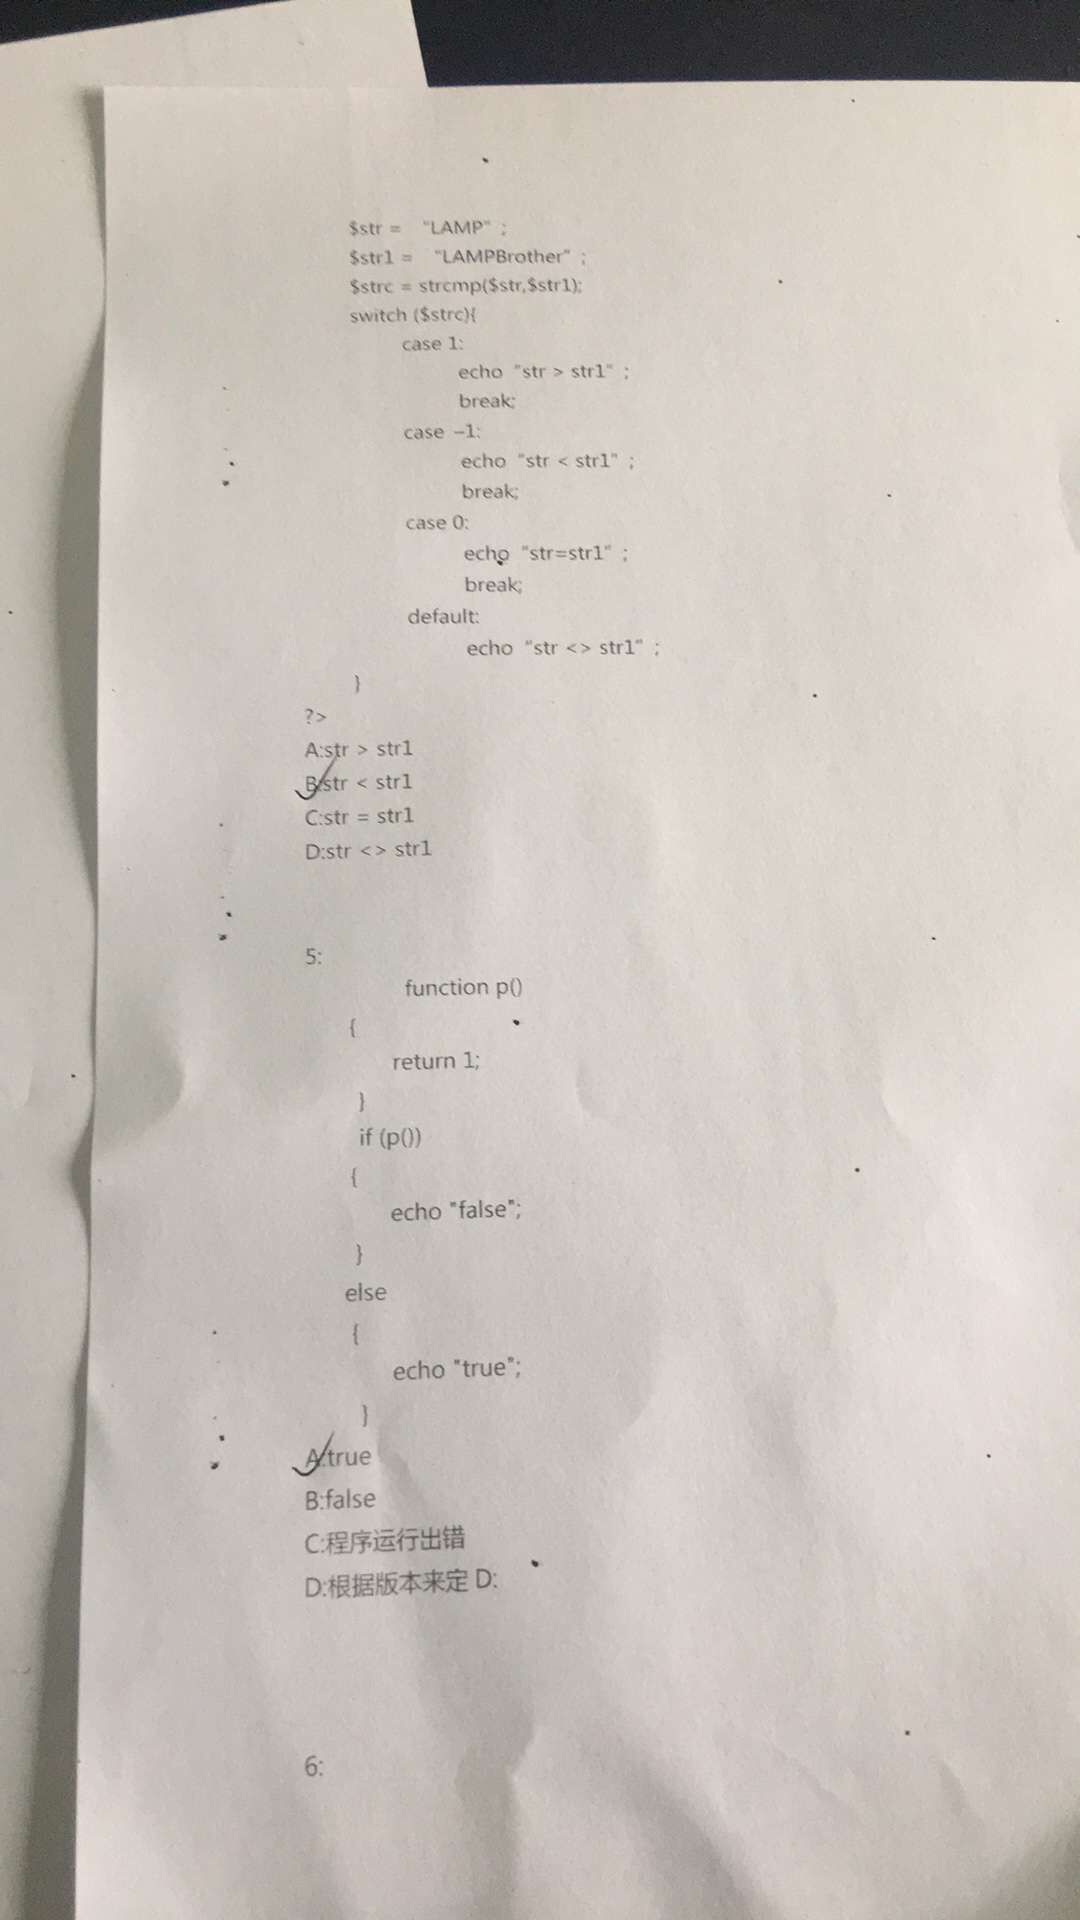 $str = “LAMP” ;
$str1 = “LAMPBrother” ;
$strc = strcmp($str,$str1);
switch ($strc){
case 1:
echo “str > str1” ;
break;
case –1:
echo “str < str1” ;
break;
case 0:
echo “str=str1” ;
break;
default:
echo “str <> str1” ;
}
?>
A:str > str1
B:str < str1
C:str = str1
D:str <> str1
5:
function p()
{
return 1;
}
if (p())
{
echo "false";
}
else
{
echo "true";
}
A:true
B:false
C:程序运行出错
D:根据版本来定 D:
6: